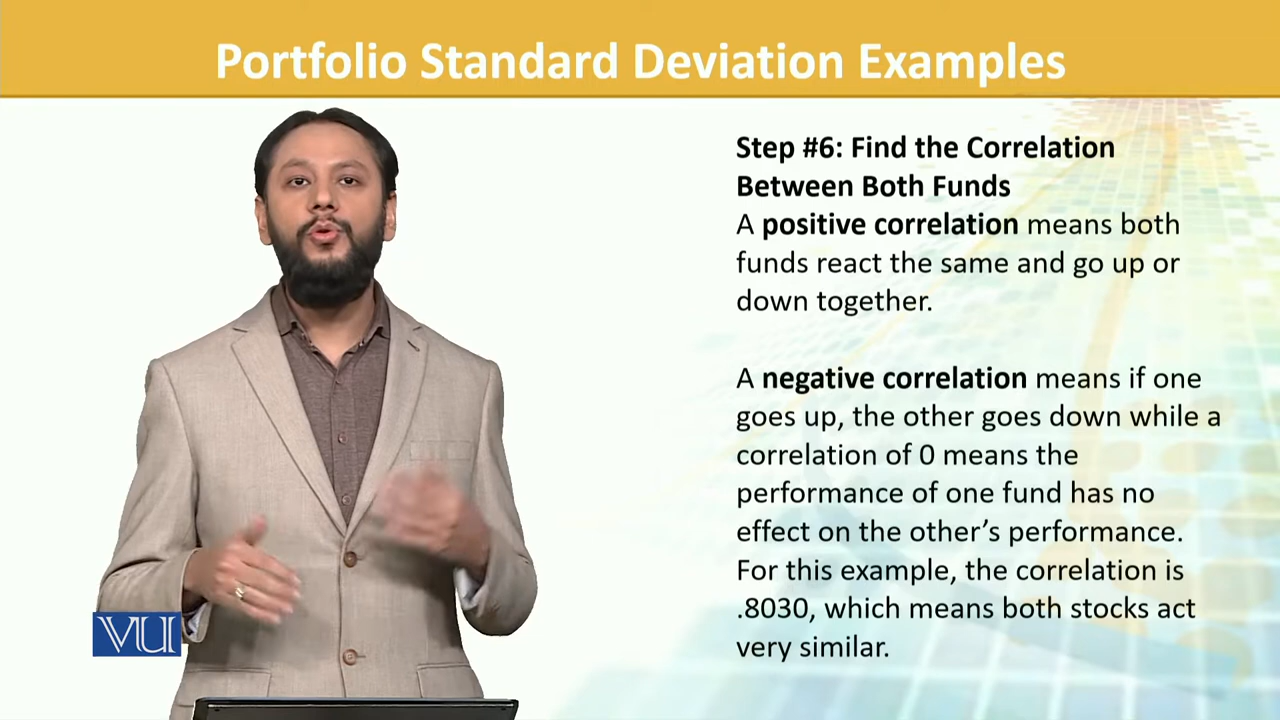 Portfolio Standard Deviation Examples
Step #6: Find the Correlation
Between Both Funds
A positive correlation means both
funds react the same and go up or
down together.
A negative correlation means if one
goes up, the other goes down while a
correlation of 0 means the
performance of one fund has no
effect on the other’s performance.
For this example, the correlation is
.8030, which means both stocks act
very similar.
VU